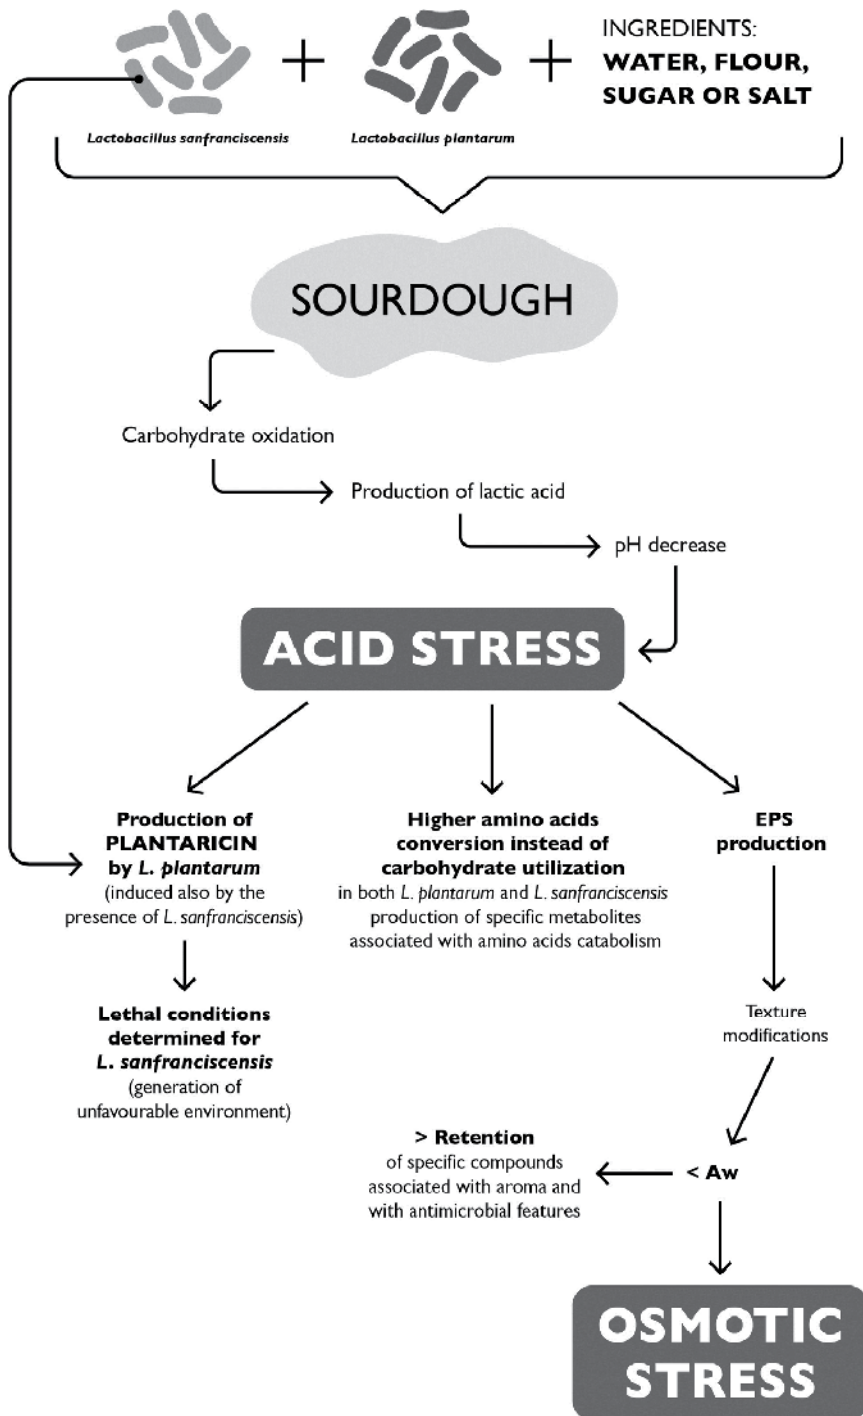 INGREDIENTS:
WATER, FLOUR,
SUGAR OR SALT
+
+
Lactobacillus sanfranciscensis
Lactobacillus plantarum
SOURDOUGH
Carbohydrate oxidation
Production of lactic acid
pH decrease
ACID STRESS
Production of
PLANTARICIN
by L. plantarum
(induced also by the
presence of L. sanfranciscensis)
Higher amino acids
conversion instead of
carbohydrate utilization
in both L. plantarum and L. sanfranciscensis
production of specific metabolites
associated with amino acids catabolism
EPS
production
Lethal conditions
determined for
L. sanfranciscensis
(generation of
unfavourable environment)
Texture
modifications
> Retention
of specific compounds
associated with aroma and
with antimicrobial features
< Aw
OSMOTIC
STRESS